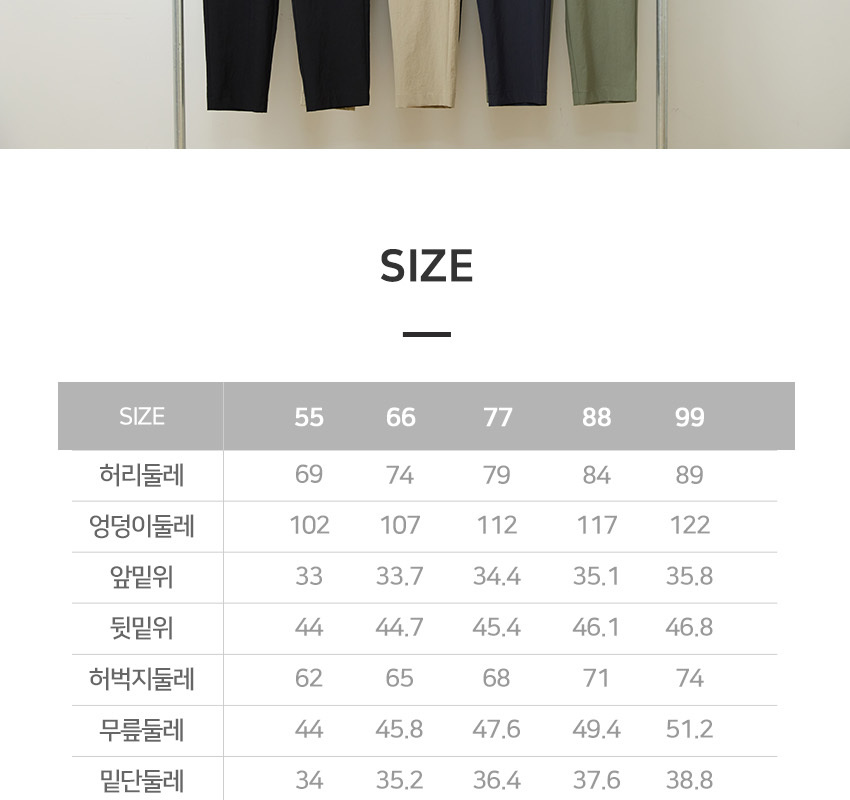 SIZE
SIZE 55 66 77 88 99
허리둘레 69 74 79 84 89
엉덩이둘레 102 107 112 117 122
앞밑위 33 33.7 34.4 35.1 35.8
뒷밑위 44 44.7 45.4 46.1 46.8
허벅지둘레 62 65 68 71 74
무릎둘레 44 45.8 47.6 49.4 51.2
밑단둘레 34 35.2 36.4 37.6 38.8